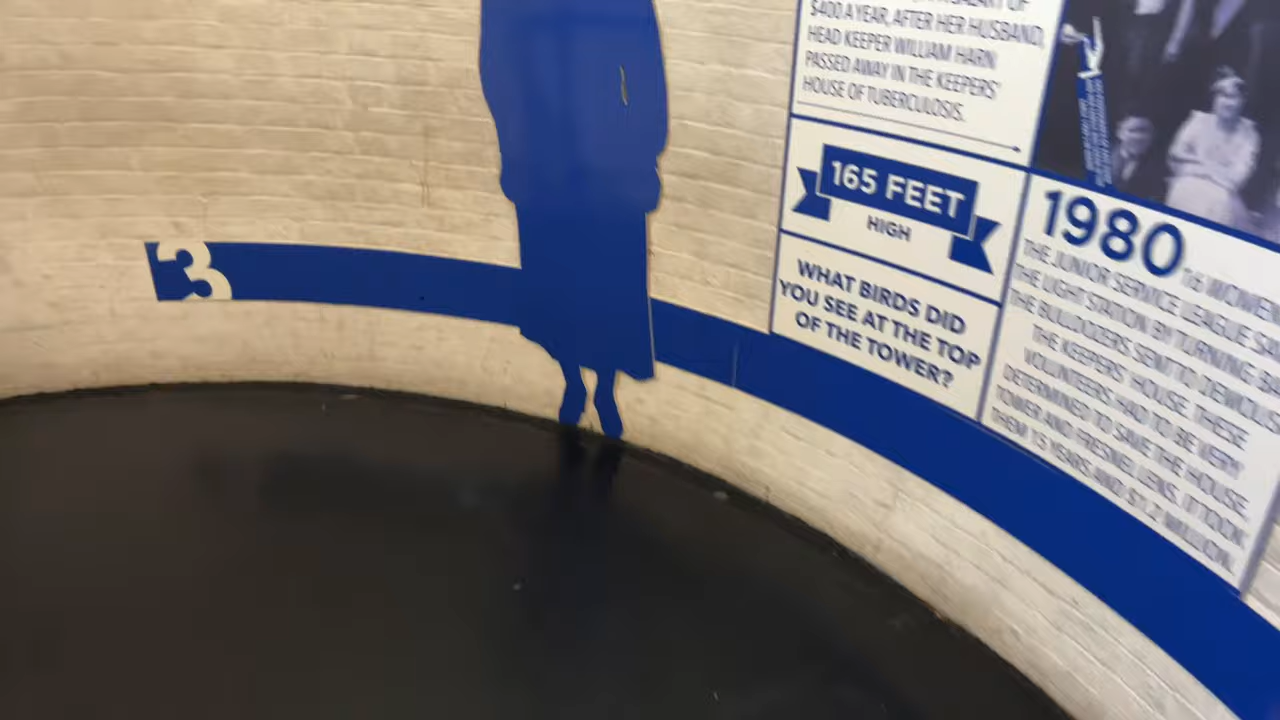 3
$400 A YEAR, AFTER HER HUSBAND,
HEAD KEEPER WILLIAM HARN
PASSED AWAY IN THE KEEPERS'
HOUSE OF TUBERCULOSIS.
165 FEET
HIGH
WHAT BIRDS DID
YOU SEE AT THE TOP
OF THE TOWER?
1980
16 WOMEN
THE JUNIOR SERVICE LEAGUE
THE LIGHT STATION BY TURNING
THE BULLDOZERS SENT TO DEMOLISH
THE KEEPERS' HOUSE. THESE
VOLUNTEERS HAD TO BE VERY
DETERMINED TO SAVE THE HOUSE
TOWER AND FRESNEL LENS. IT TOOK
THEM 15 YEARS AND $1.2 MILLION.